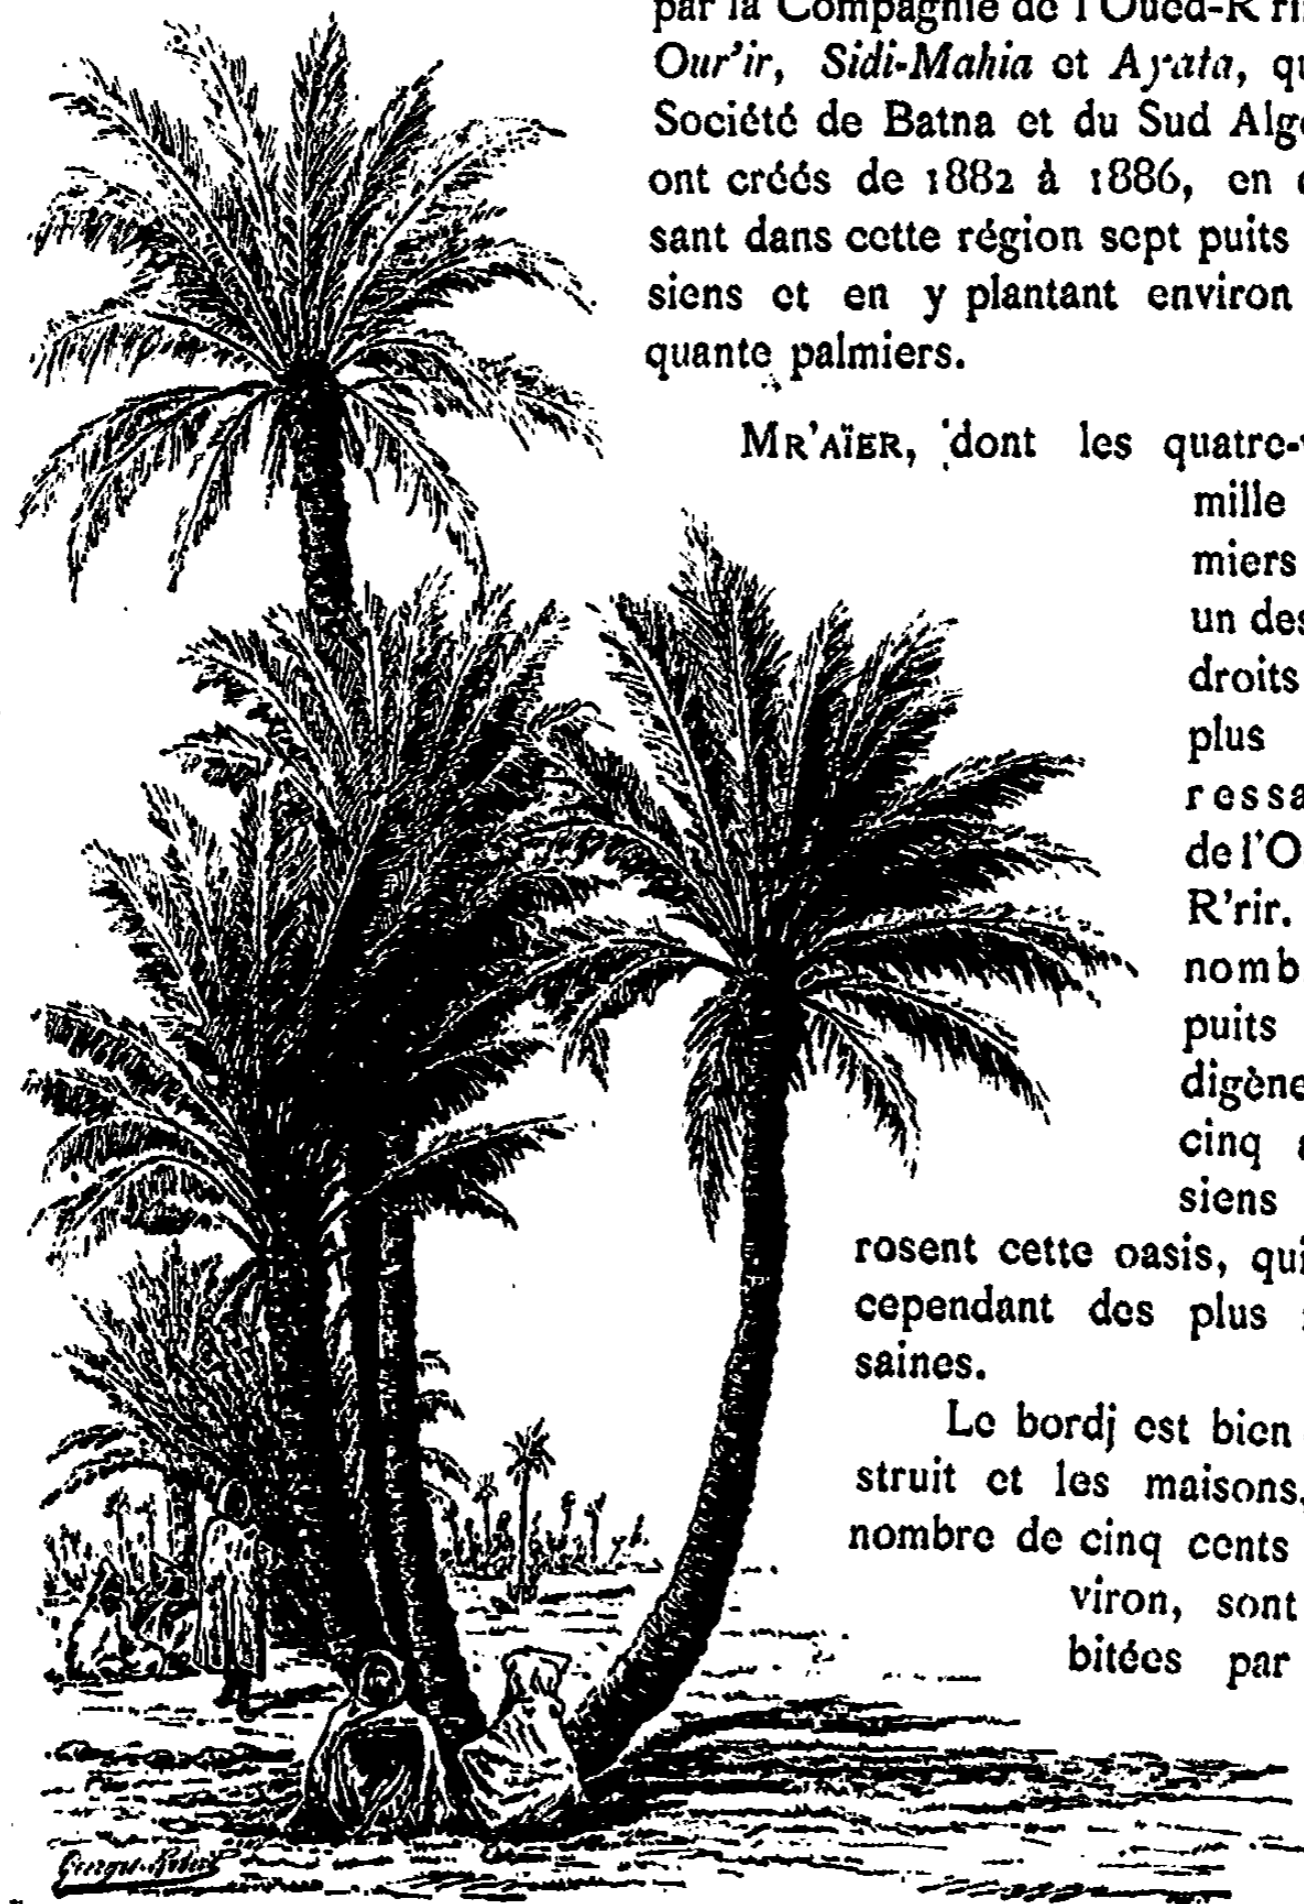 par la Compagnie de l'Oued-R'rir
Our'ir, Sidi-Mahia et Ayata, qu
Société de Batna et du Sud Alg
ont créés de 1882 à 1886, en
sant dans cette région sept puits
siens et en y plantant environ
quante palmiers.
MR'AÏER, dont les quatre-
mille
miers
un des
droits
plus
ressa
de l'O
R'rir.
nomb
puits
digène
cinq
siens
rosent cette oasis, qui
cependant des plus
saines.
Le bordj est bien
struit et les maisons,
nombre de cinq cents
viron, sont
bitées par